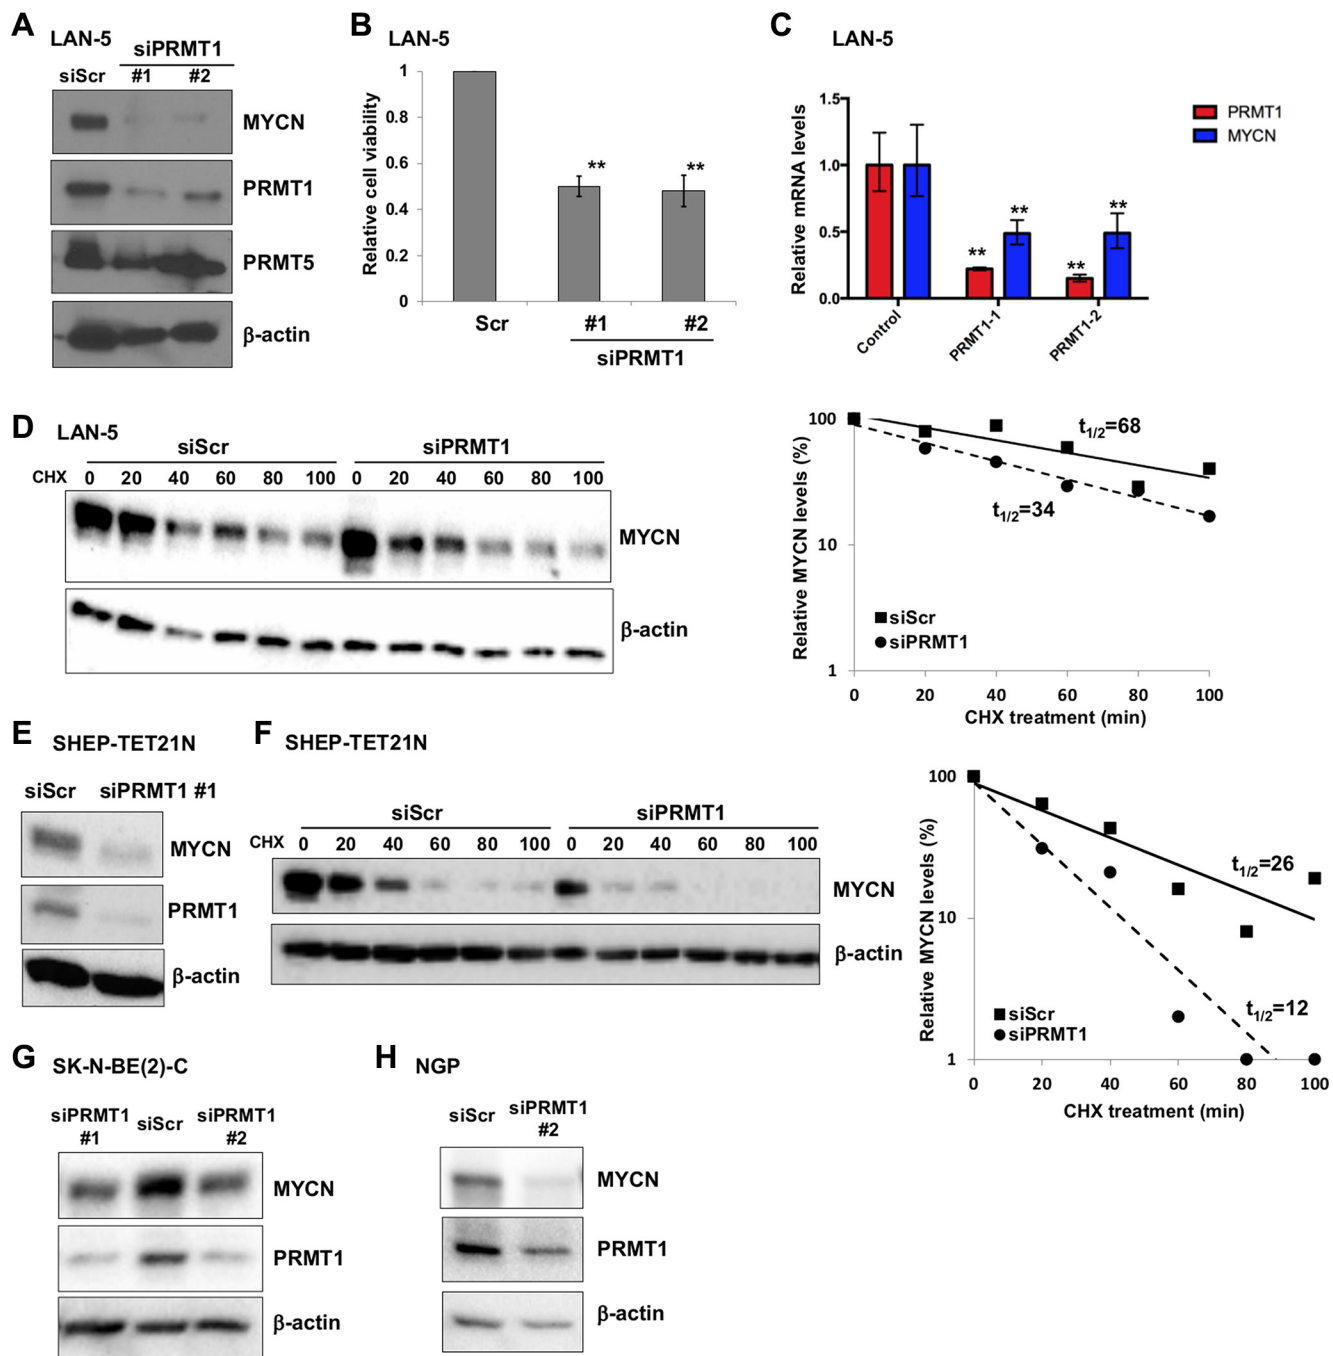 A LAN-5
siPRMT1
siScr #1 #2
MYCN
PRMT1
PRMT5
β-actin
B LAN-5
Relative cell viability
1
0.8
0.6
0.4
0.2
0
** **
Scr #1 #2
siPRMT1
C LAN-5
Relative mRNA levels
1.5
1.0
0.5
0.0
** ** ** **
Control PRMT1-1 PRMT1-2
PRMT1
MYCN
D LAN-5
siScr siPRMT1
CHX 0 20 40 60 80 100 0 20 40 60 80 100
MYCN
β-actin
Relative MYCN levels (%)
100
10
1
t1/2=68
t1/2=34
siScr
siPRMT1
0 20 40 60 80 100
CHX treatment (min)
E SHEP-TET21N
siScr siPRMT1 #1
MYCN
PRMT1
β-actin
F SHEP-TET21N
siScr siPRMT1
CHX 0 20 40 60 80 100 0 20 40 60 80 100
MYCN
β-actin
Relative MYCN levels (%)
100
10
1
t1/2=26
t1/2=12
siScr
siPRMT1
0 20 40 60 80 100
CHX treatment (min)
G SK-N-BE(2)-C
siPRMT1 siScr siPRMT1
#1 #2
MYCN
PRMT1
β-actin
H NGP
siScr siPRMT1
#2
MYCN
PRMT1
β-actin